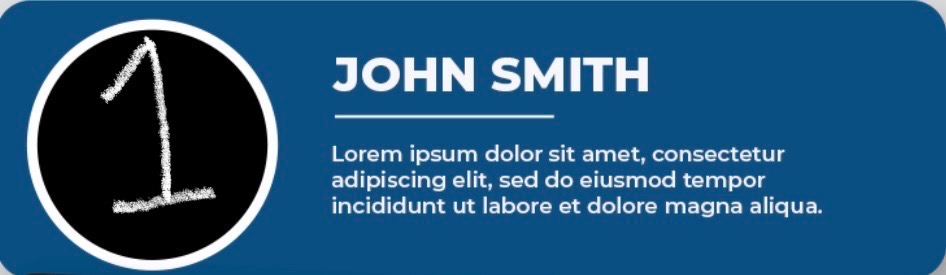 1
JOHN SMITH
Lorem ipsum dolor sit amet, consectetur
adipiscing elit, sed do eiusmod tempor
incididunt ut labore et dolore magna aliqua.